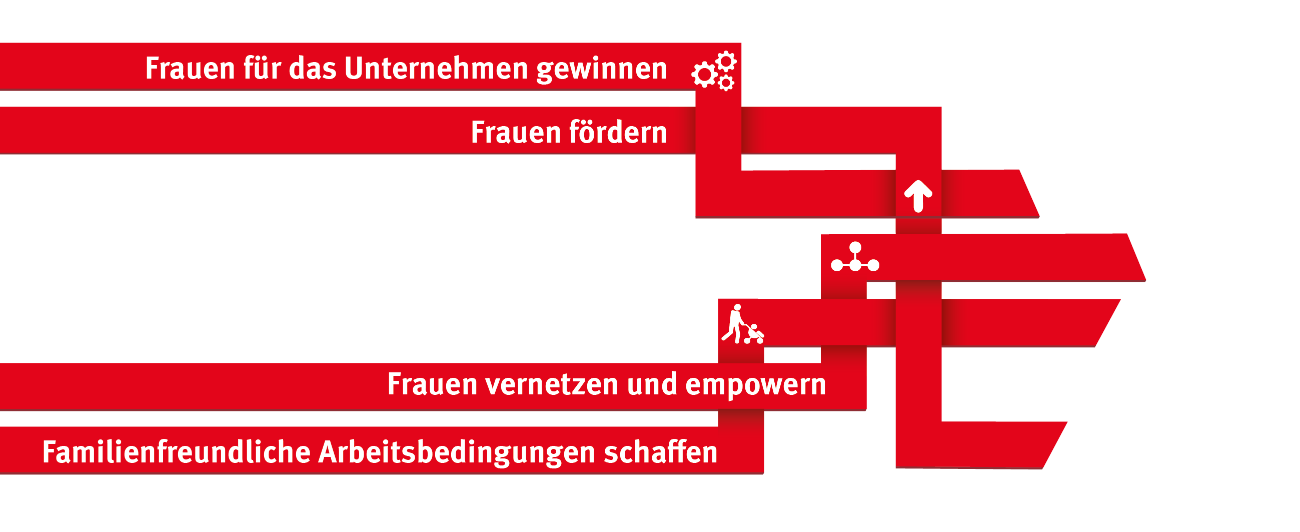 Frauen für das Unternehmen gewinnen
Frauen fördern
Frauen vernetzen und empowern
Familienfreundliche Arbeitsbedingungen schaffen